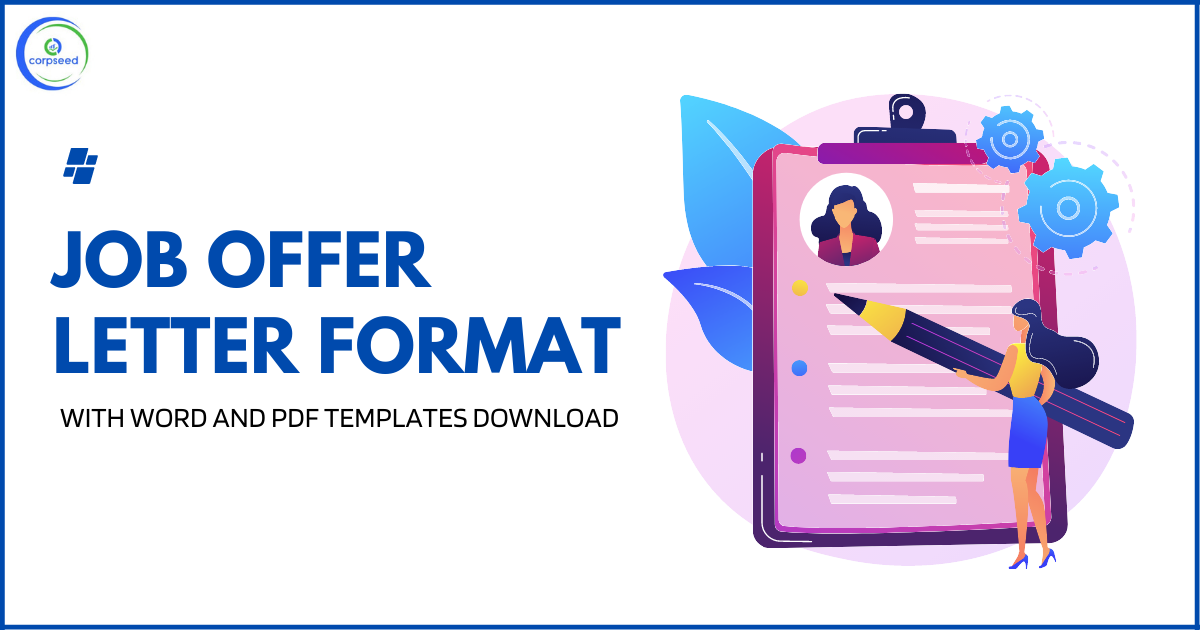 corpseed
JOB OFFER
LETTER FORMAT
WITH WORD AND PDF TEMPLATES DOWNLOAD